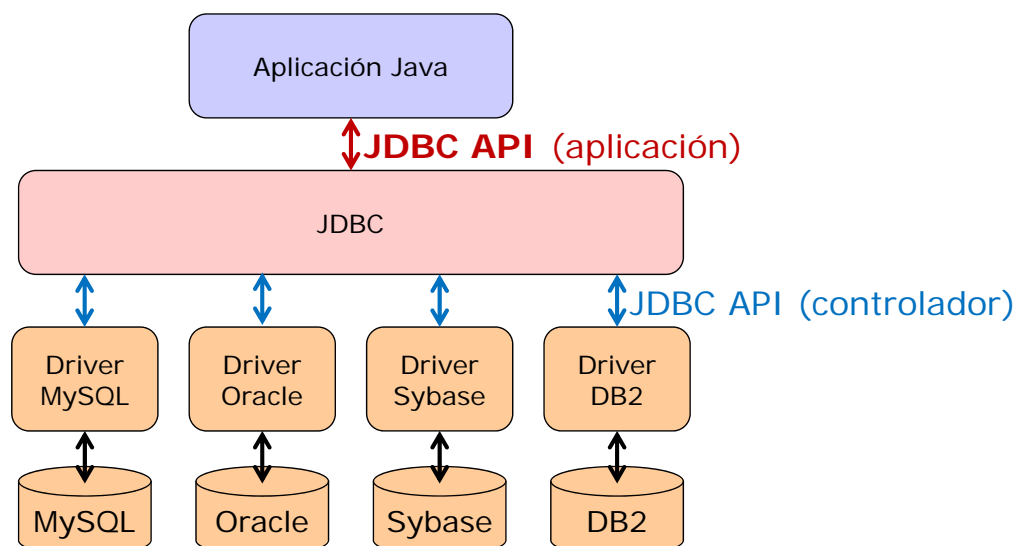 Aplicación Java
JDBC API (aplicación)
JDBC
JDBC API (controlador)
Driver
MySQL
Driver
Oracle
Driver
Sybase
Driver
DB2
MySQL
Oracle
Sybase
DB2